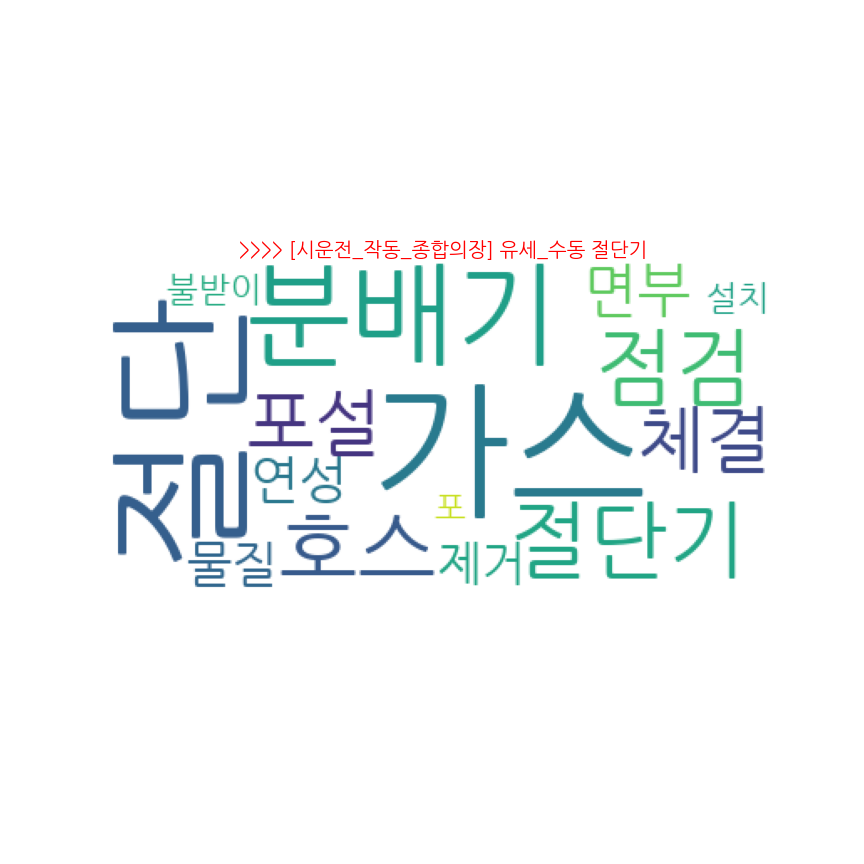 >>>> [시운전_작동_종합의장] 유세_수동 절단기
불받이
분배기
면부
설치
절단
점검
포설
가스
체결
연성
포
호스
절단기
물질
제거